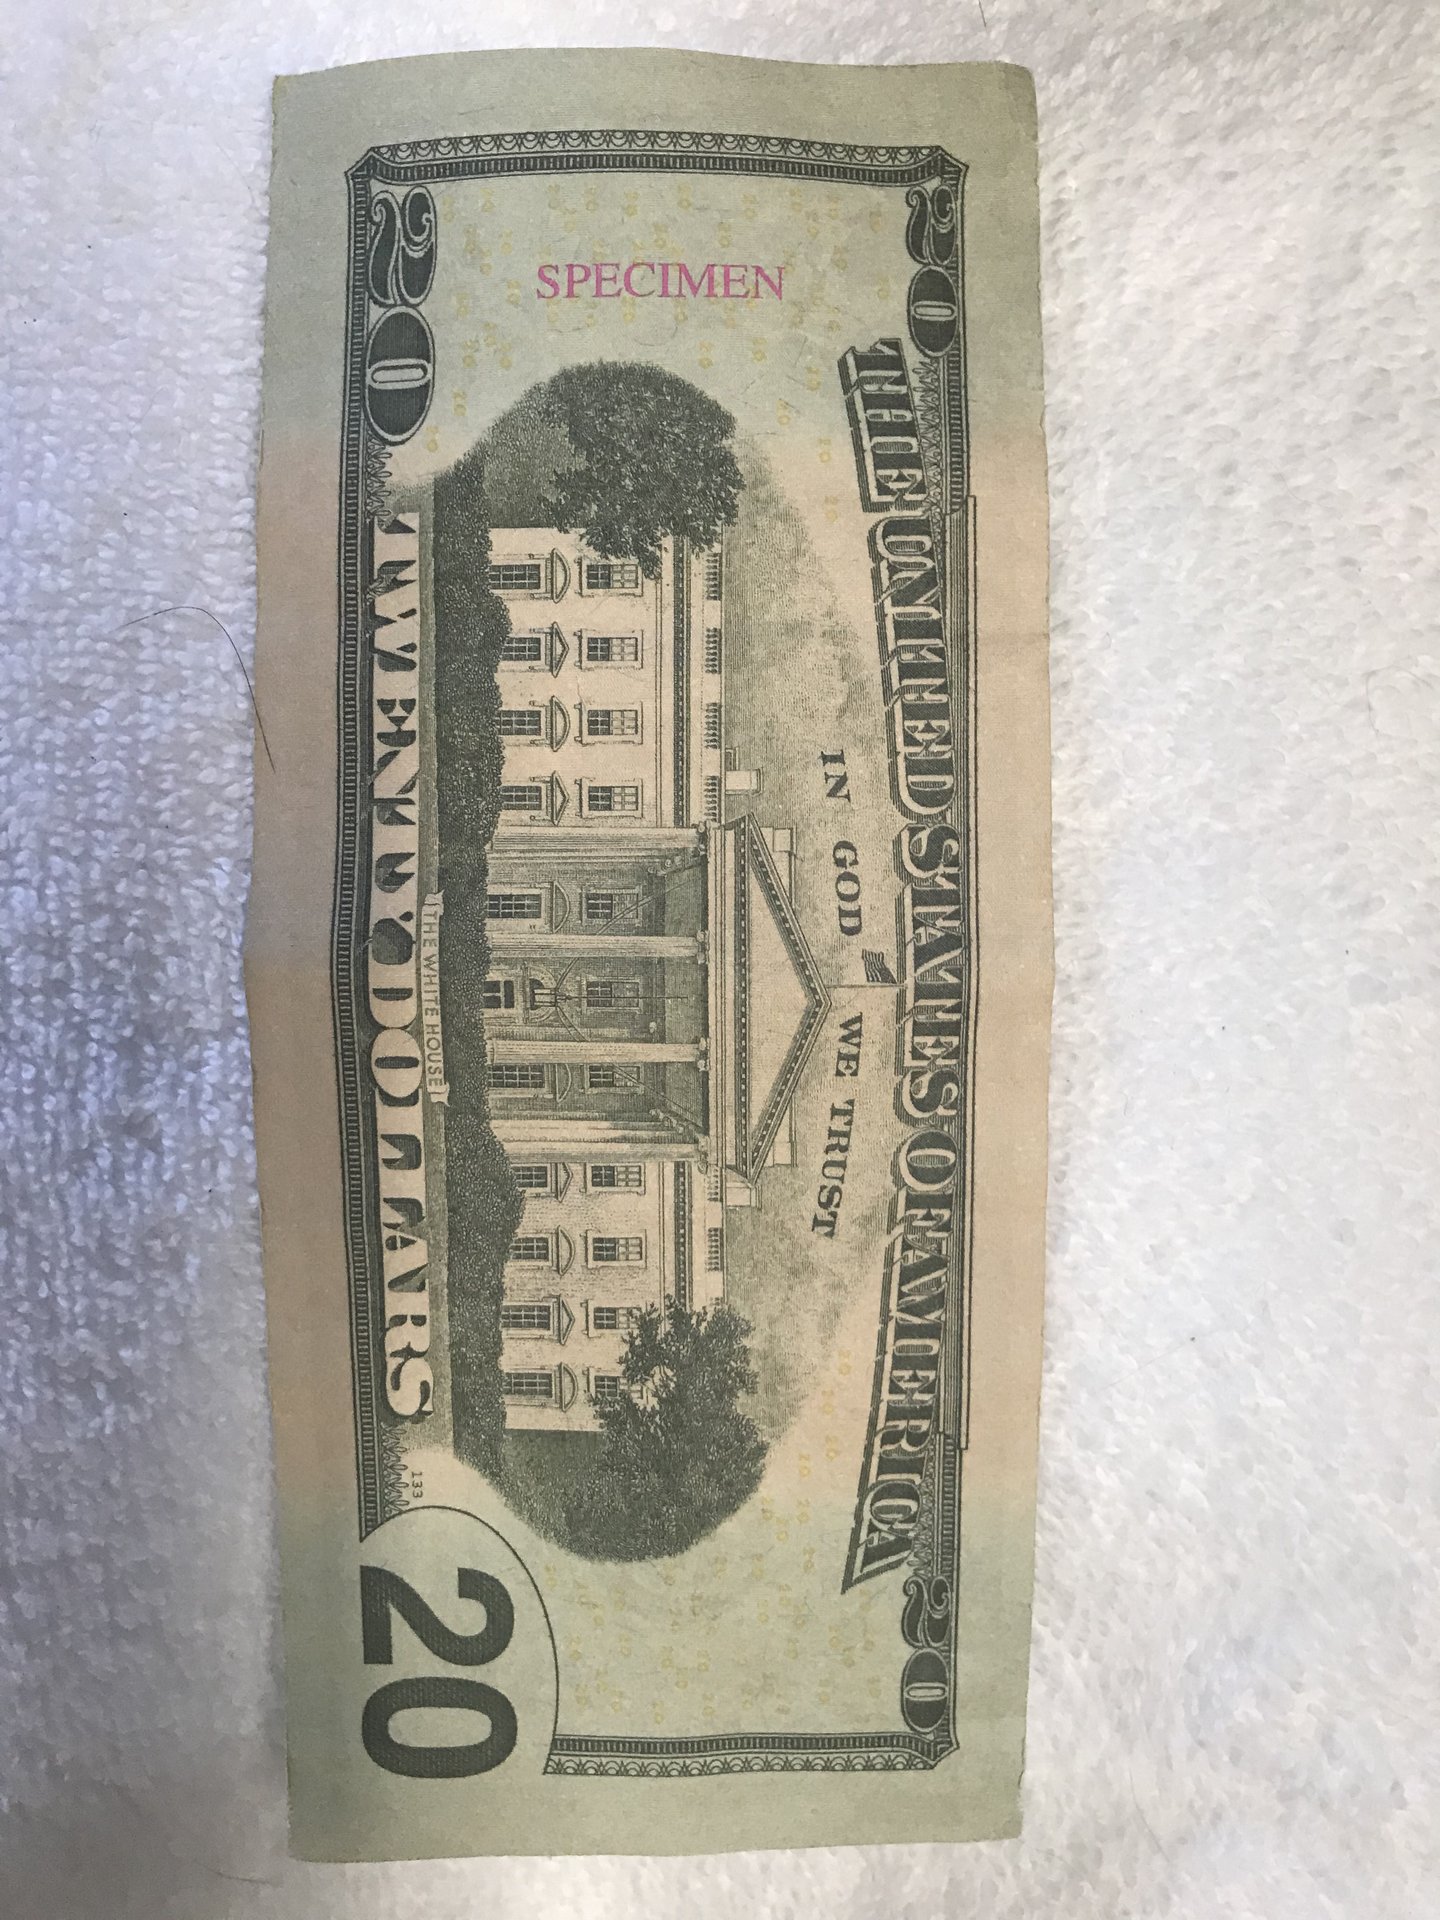 SPECIMEN
20
20
THE UNITED STATES OF AMERICA
IN GOD WE TRUST
THE WHITE HOUSE
TWENTY DOLLARS
133
20
20